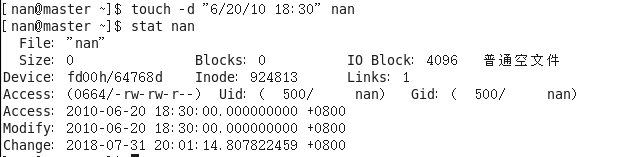 [nan@master ~]$ touch -d "6/20/10 18:30" nan
[nan@master ~]$ stat nan
File: "nan"
Size: 0 Blocks: 0 IO Block: 4096 普通空文件
Device: fd00h/64768d Inode: 924813 Links: 1
Access: (0664/-rw-rw-r--) Uid: ( 500/ nan) Gid: ( 500/ nan)
Access: 2010-06-20 18:30:00.000000000 +0800
Modify: 2010-06-20 18:30:00.000000000 +0800
Change: 2018-07-31 20:01:14.807822459 +0800
[nan@master ~]$